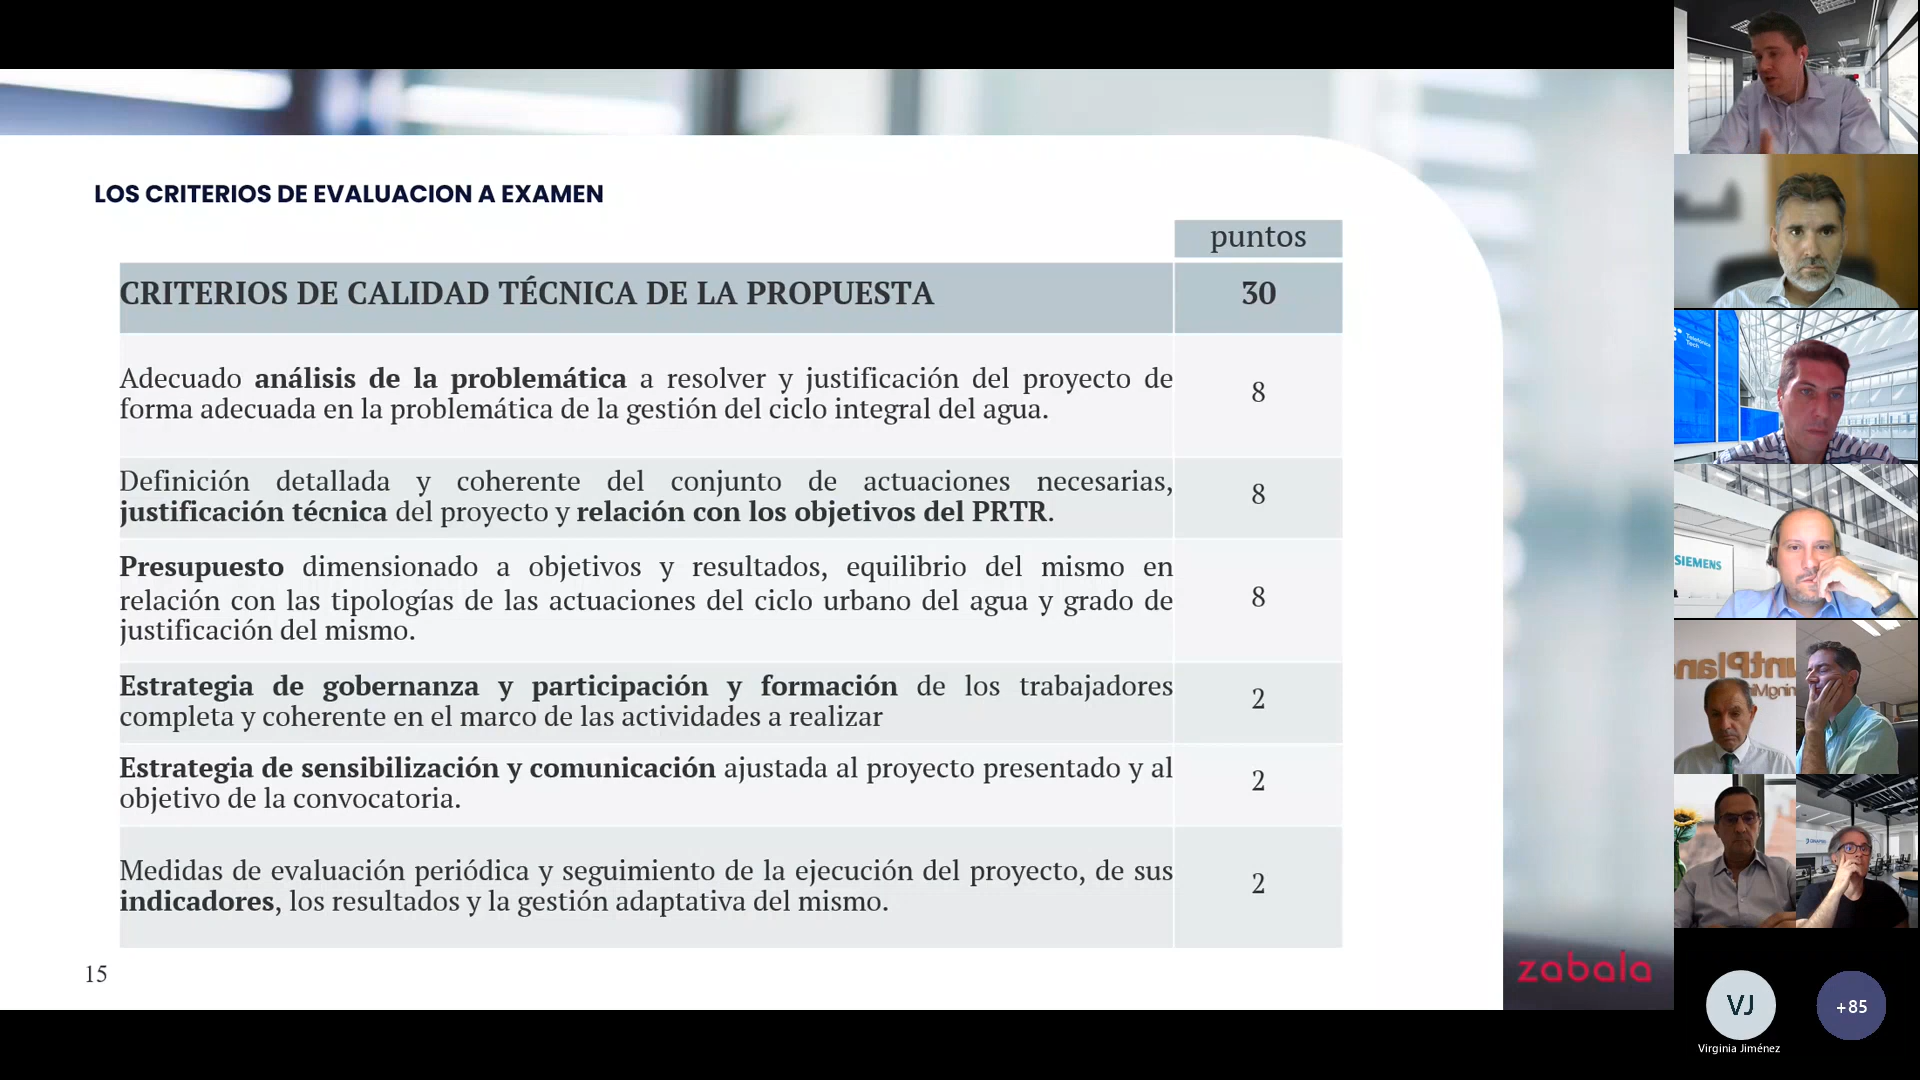 LOS CRITERIOS DE EVALUACION A EXAMEN
puntos
CRITERIOS DE CALIDAD TÉCNICA DE LA PROPUESTA
30
Adecuado análisis de la problemática a resolver y justificación del proyecto de
forma adecuada en la problemática de la gestión del ciclo integral del agua.
8
Definición detallada y coherente del conjunto de actuaciones necesarias,
justificación técnica del proyecto y relación con los objetivos del PRTR.
8
Presupuesto dimensionado a objetivos y resultados, equilibrio del mismo en
relación con las tipologías de las actuaciones del ciclo urbano del agua y grado de
justificación del mismo.
8
Estrategia de gobernanza y participación y formación de los trabajadores
completa y coherente en el marco de las actividades a realizar
2
Estrategia de sensibilización y comunicación ajustada al proyecto presentado y al
objetivo de la convocatoria.
2
Medidas de evaluación periódica y seguimiento de la ejecución del proyecto, de sus
indicadores, los resultados y la gestión adaptativa del mismo.
2
15
zabala
Telefónica
Tech
SIEMENS
VJ
+85
Virginia Jiménez